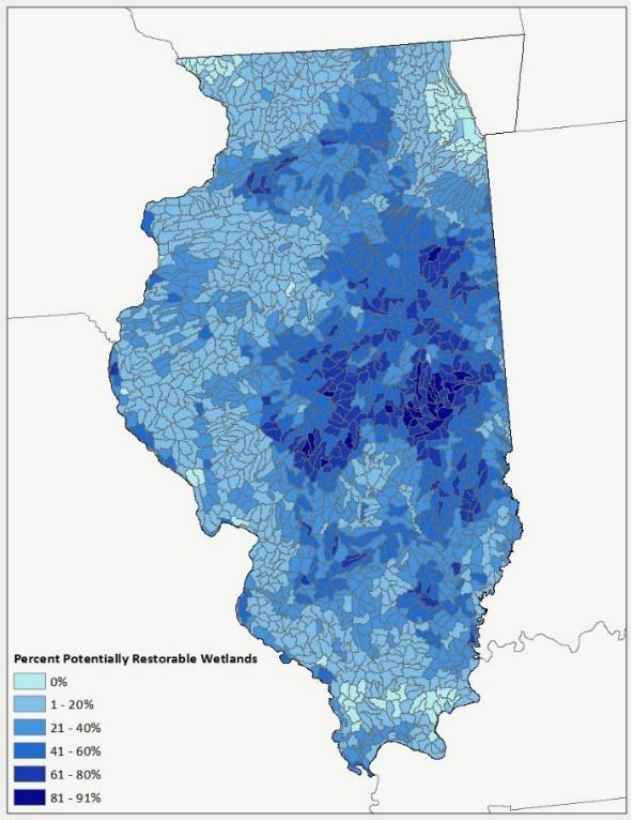 Percent Potentially Restorable Wetlands
0%
1 - 20%
21 - 40%
41 - 60%
61 - 80%
81 - 91%